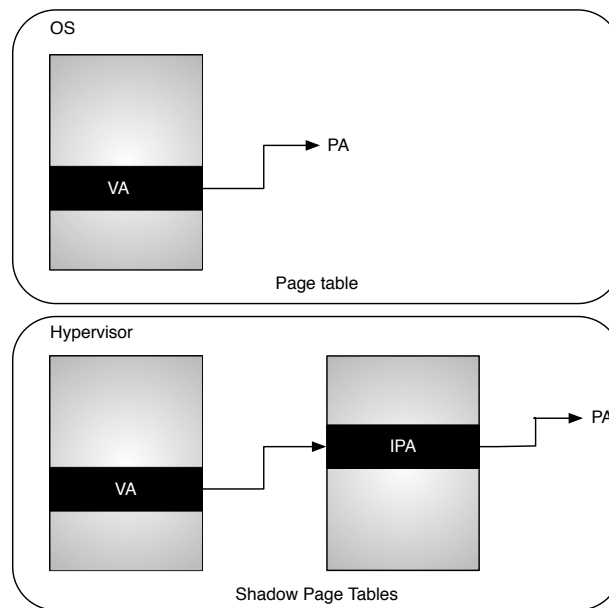 OS
VA
PA
Page table
Hypervisor
VA
IPA
PA
Shadow Page Tables